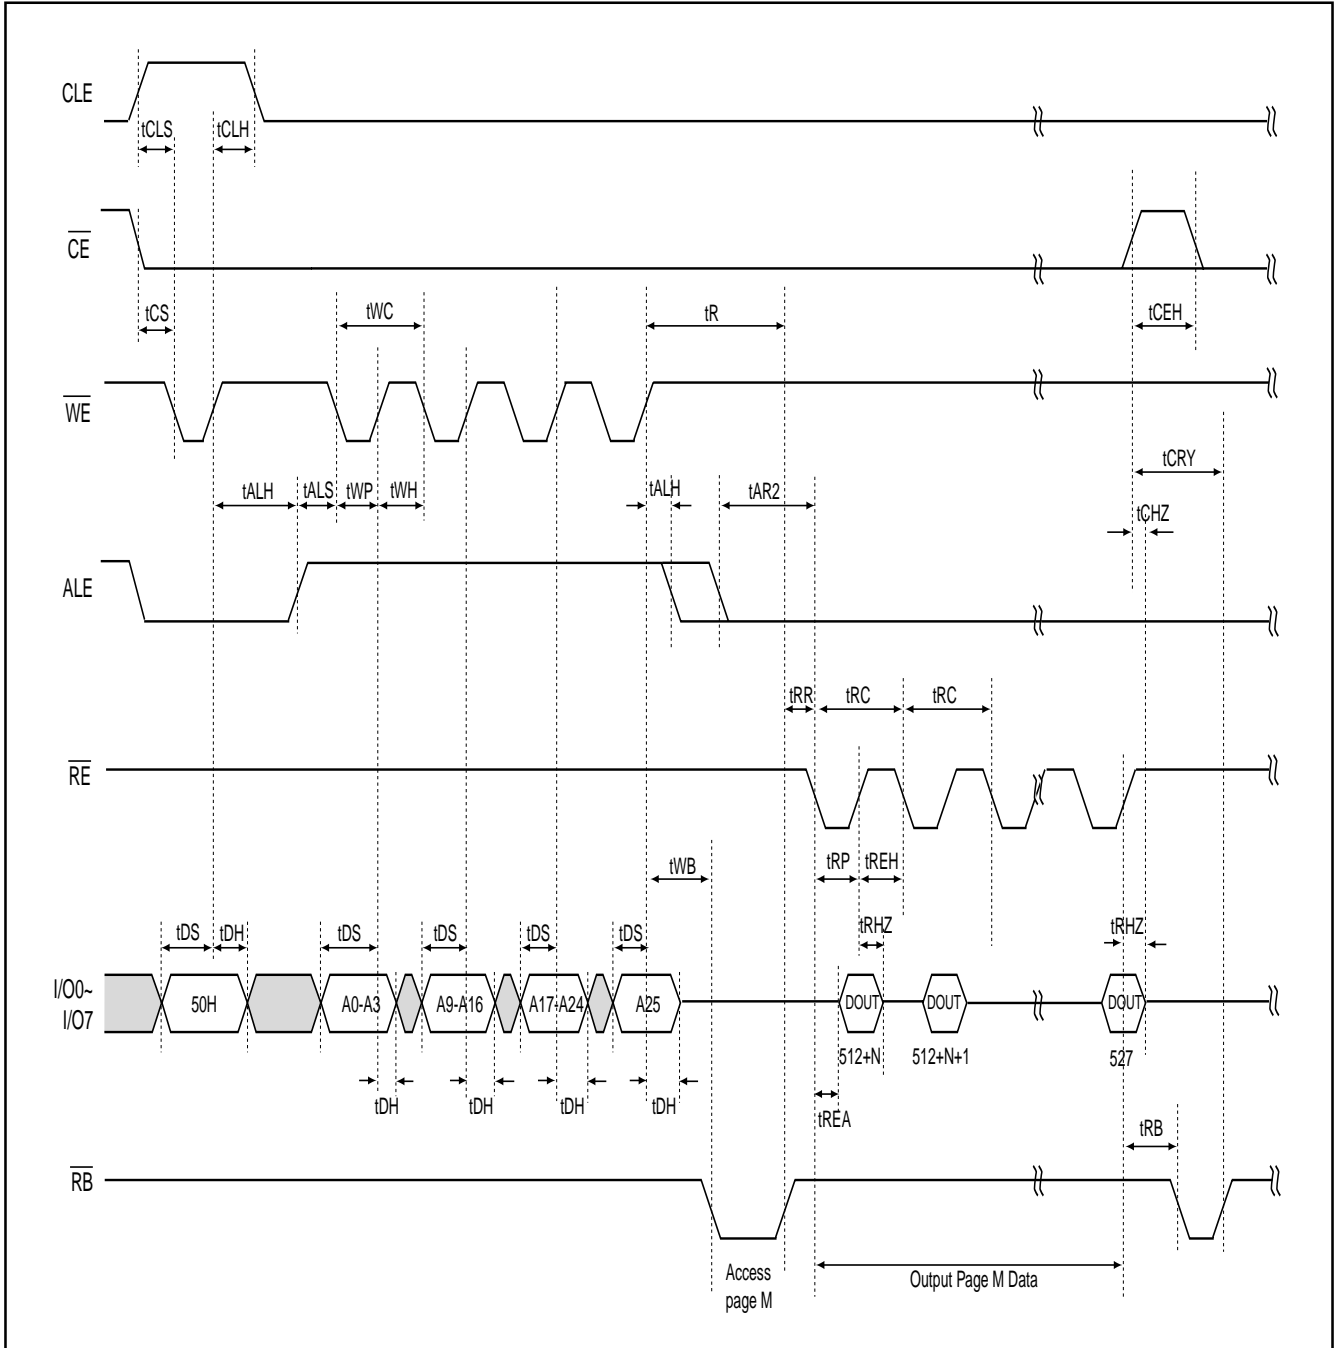 CLE
tCLS
tCLH
CE
tCS
tWC
tR
tCEH
WE
tCRY
tALH
tALS
tWP
tWH
tALH
tAR2
tCHZ
ALE
tRR
tRC
tRC
RE
tRP
tREH
tWB
tDS
tDH
tDS
tDS
tDS
tDS
tRHZ
tRHZ
I/O0~
I/O7
50H
A0-A3
A9-A16
A17-A24
A25
DOUT
DOUT
DOUT
512+N
512+N+1
527
tDH
tDH
tDH
tDH
tREA
tRB
RB
Access
page M
Output Page M Data